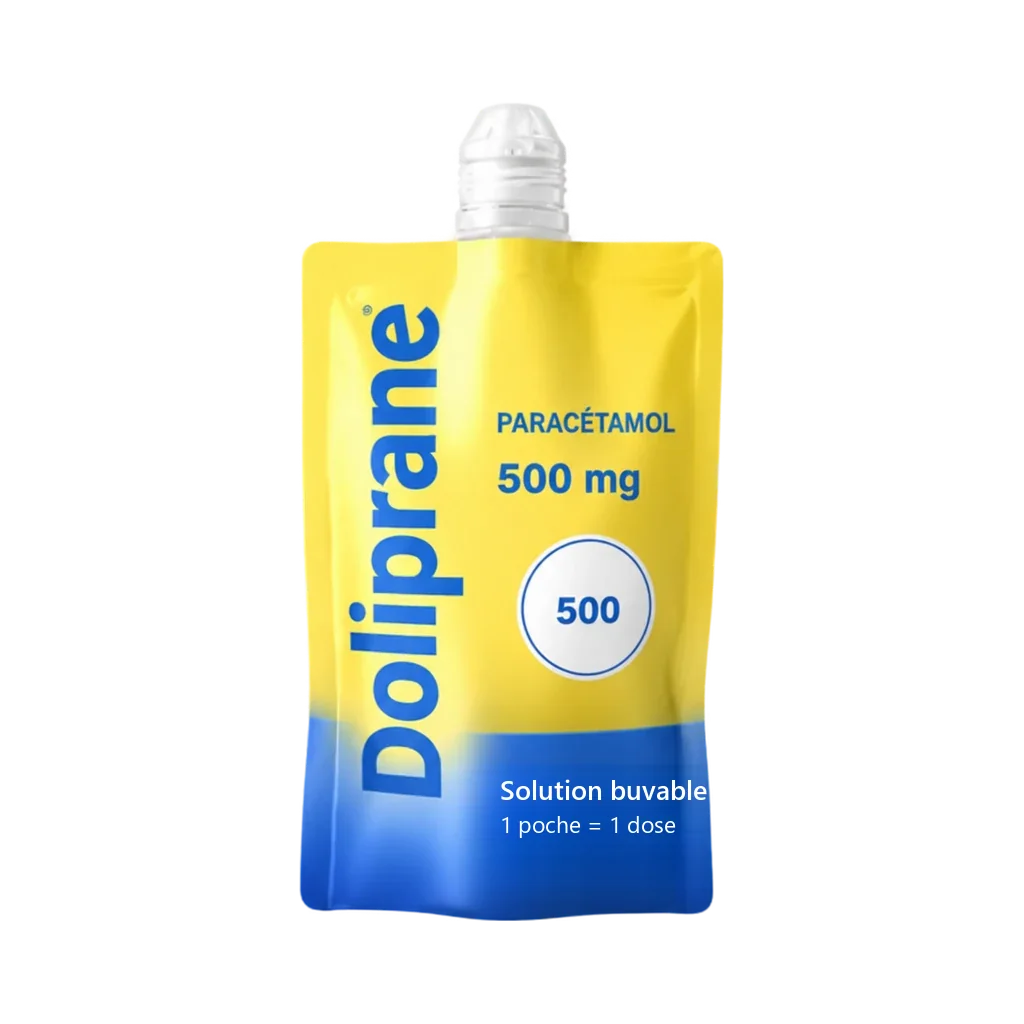 Doliprane®
PARACÉTAMOL
500 mg
500
Solution buvable
1 poche = 1 dose